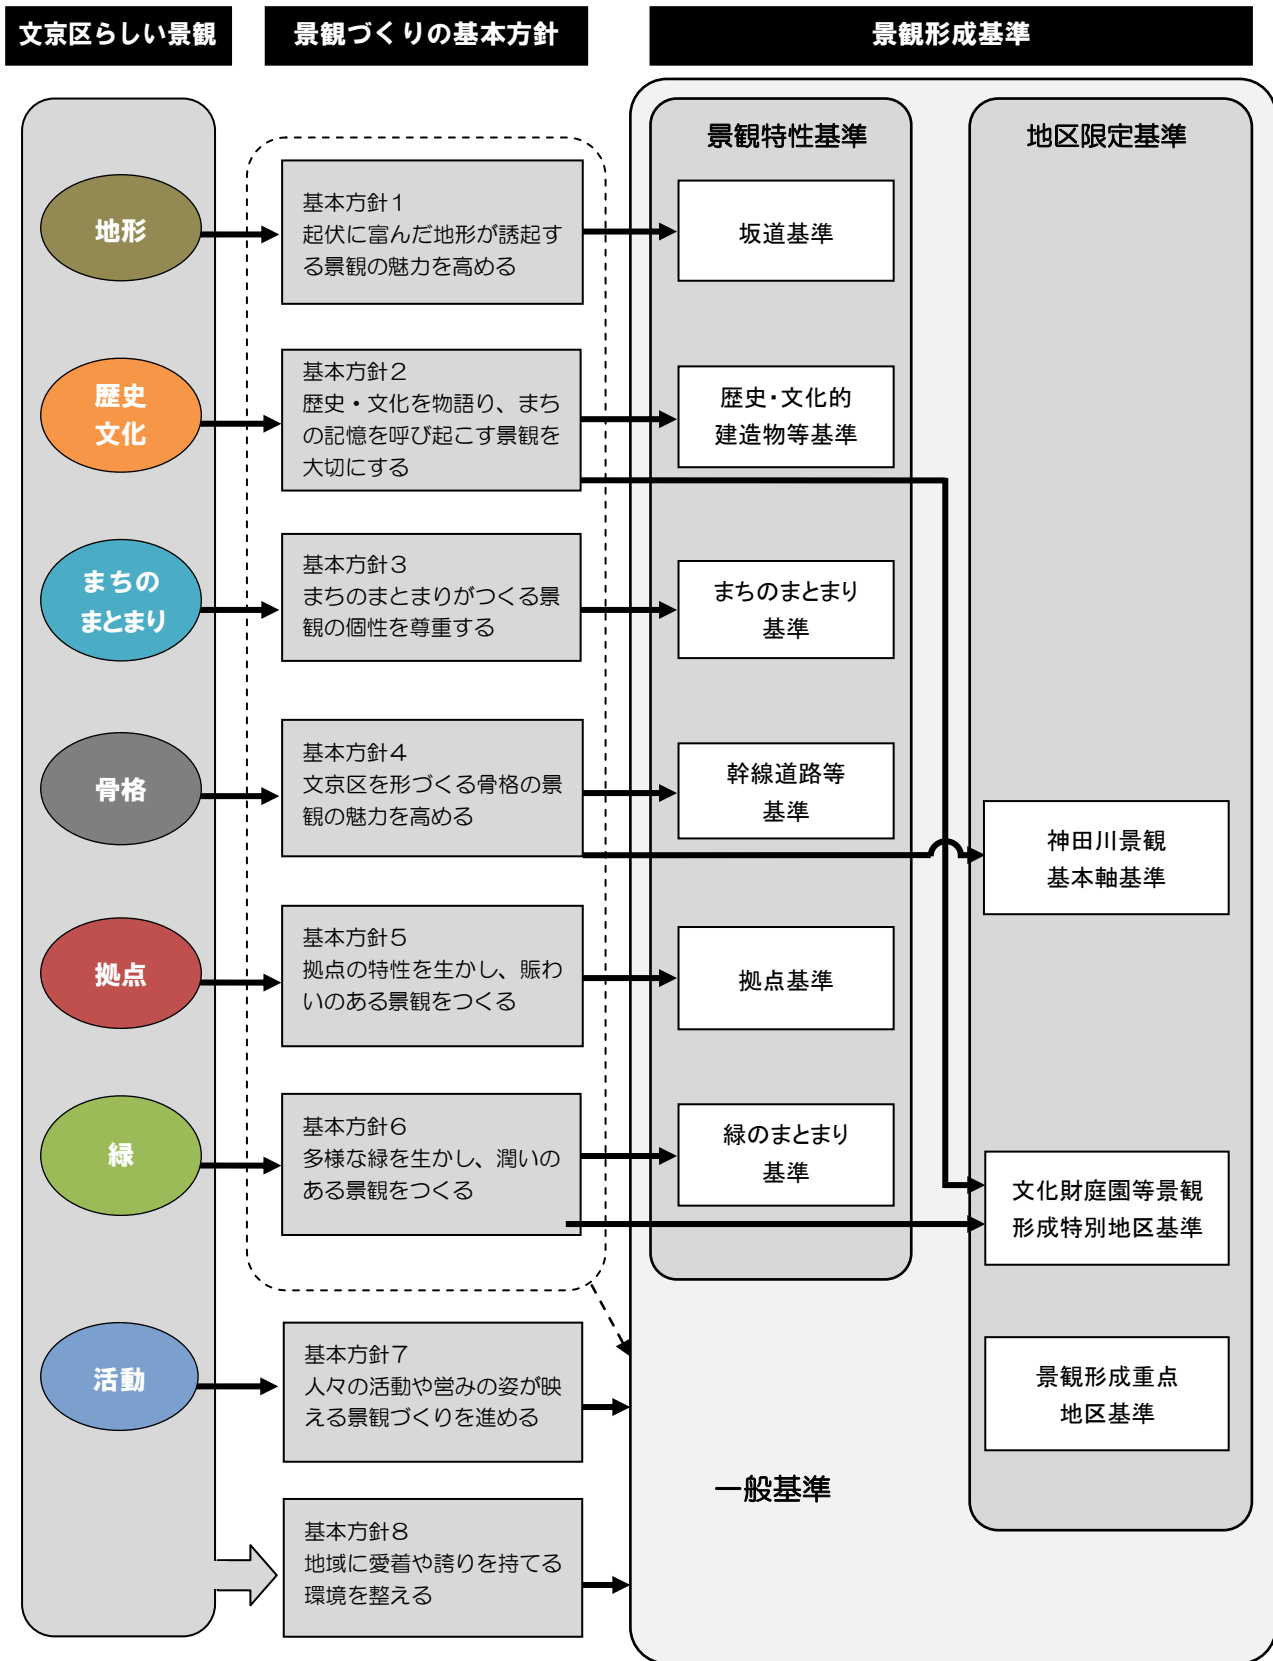 文京区らしい景観
景観づくりの基本方針
景観形成基準
景観特性基準
地区限定基準
地形
基本方針1
起伏に富んだ地形が誘起す
る景観の魅力を高める
坂道基準
歴史
文化
基本方針2
歴史・文化を物語り、まち
の記憶を呼び起こす景観を
大切にする
歴史・文化的
建造物等基準
まちの
まとまり
基本方針3
まちのまとまりがつくる景
観の個性を尊重する
まちのまとまり
基準
骨格
基本方針4
文京区を形づくる骨格の景
観の魅力を高める
幹線道路等
基準
神田川景観
基本軸基準
拠点
基本方針5
拠点の特性を生かし、賑わ
いのある景観をつくる
拠点基準
緑
基本方針6
多様な緑を生かし、潤いの
ある景観をつくる
緑のまとまり
基準
文化財庭園等景観
形成特別地区基準
活動
基本方針7
人々の活動や営みの姿が映
える景観づくりを進める
景観形成重点
地区基準
一般基準
基本方針8
地域に愛着や誇りを持てる
環境を整える